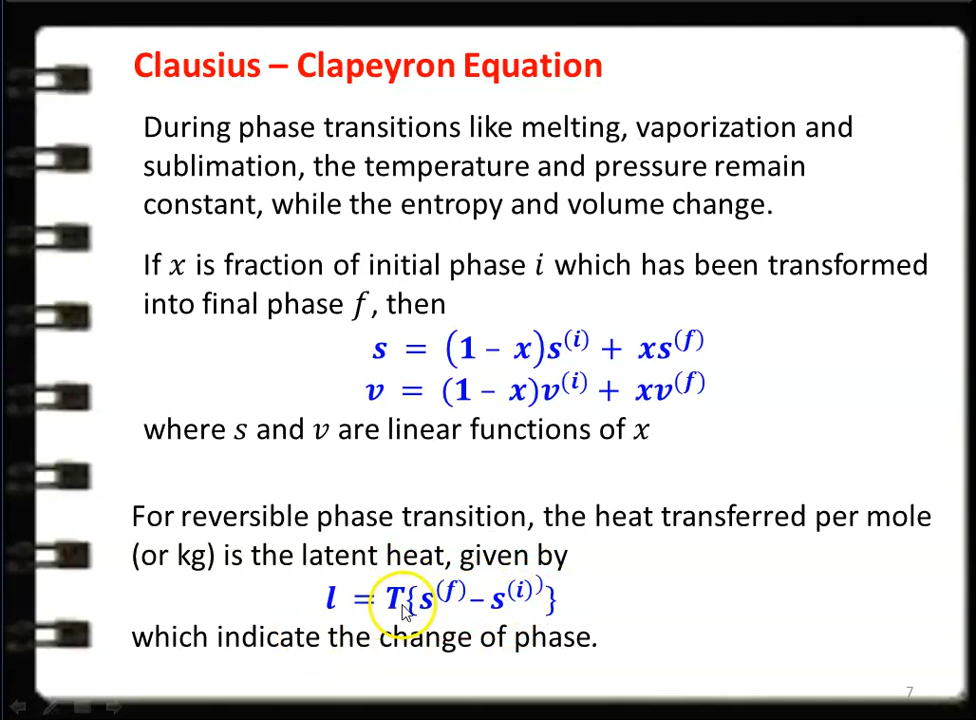 Clausius – Clapeyron Equation
During phase transitions like melting, vaporization and
sublimation, the temperature and pressure remain
constant, while the entropy and volume change.
If x is fraction of initial phase i which has been transformed
into final phase f, then
s = (1 – x)s^(i) + xs^(f)
v = (1 – x)v^(i) + xv^(f)
where s and v are linear functions of x
For reversible phase transition, the heat transferred per mole
(or kg) is the latent heat, given by
l = T{s^(f) – s^(i))}
which indicate the change of phase.
7